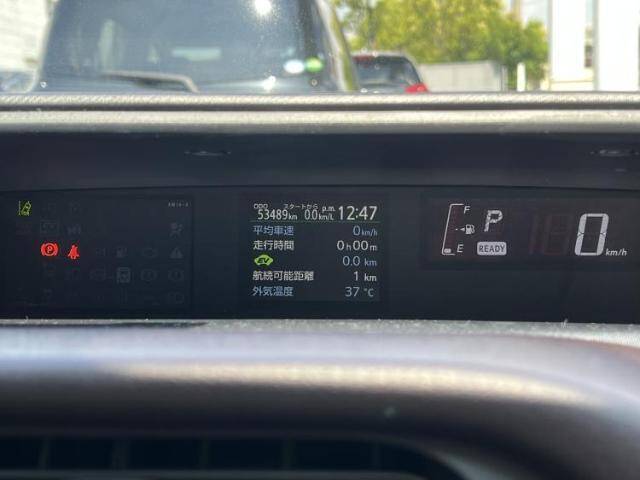 ODO スタートから p.m.
53489km 0.0km/L 12:47
平均車速 0km/h
走行時間 0h00m
0.0 km
航続可能距離 1 km
外気温度 37 ℃
F
P
E READY
0 km/h
P